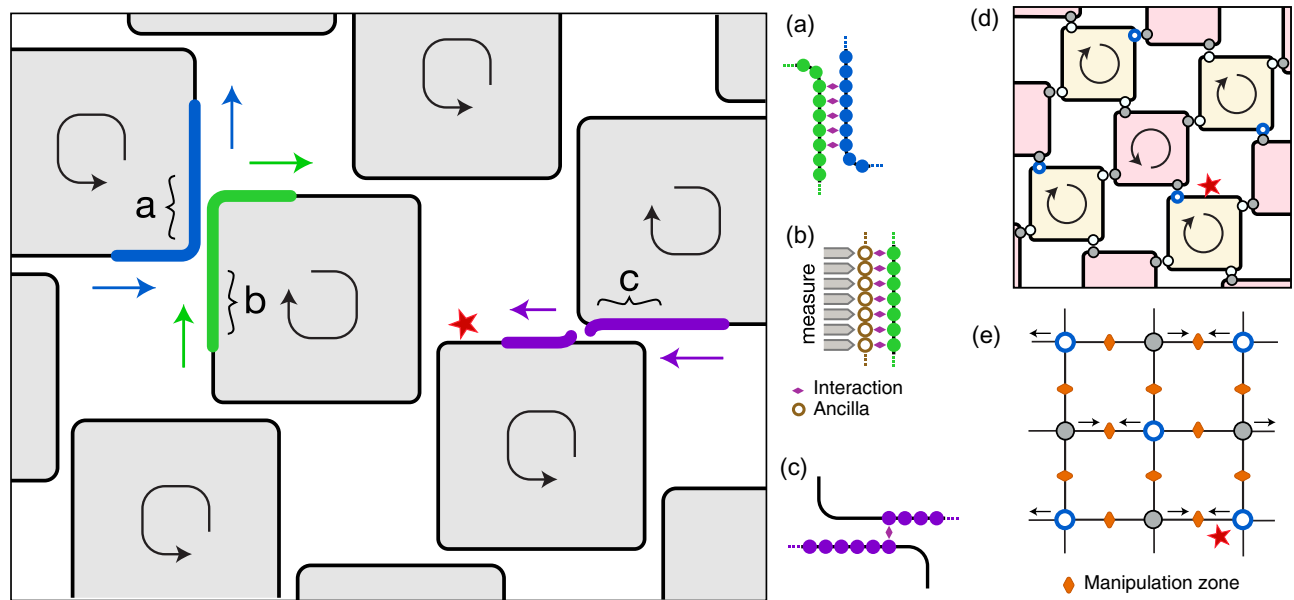 a
b
c
(a)
(b)
measure
Interaction
Ancilla
(c)
(d)
(e)
Manipulation zone